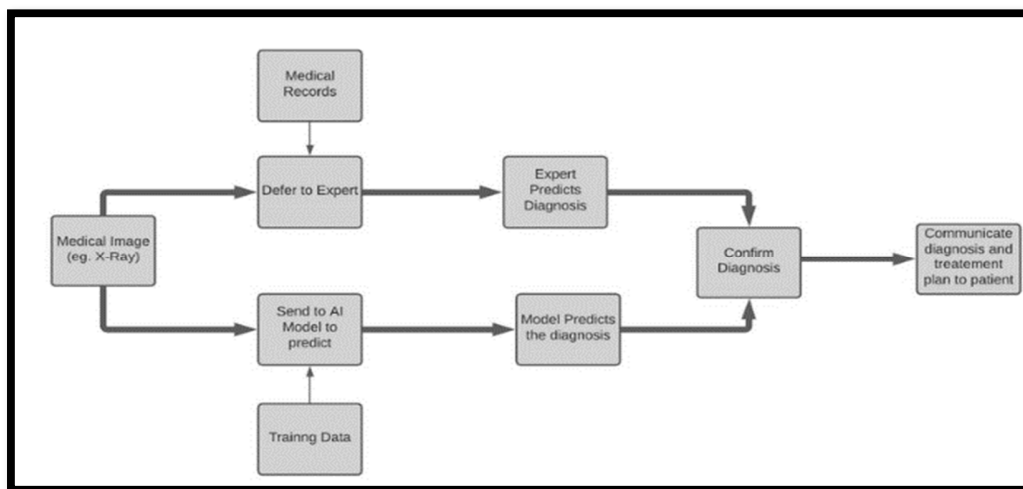 Medical
Records
Defer to Expert
Expert
Predicts
Diagnosis
Medical Image
(eg. X-Ray)
Confirm
Diagnosis
Communicate
diagnosis and
treatement
plan to patient
Send to AI
Model to
predict
Model Predicts
the diagnosis
Trainng Data